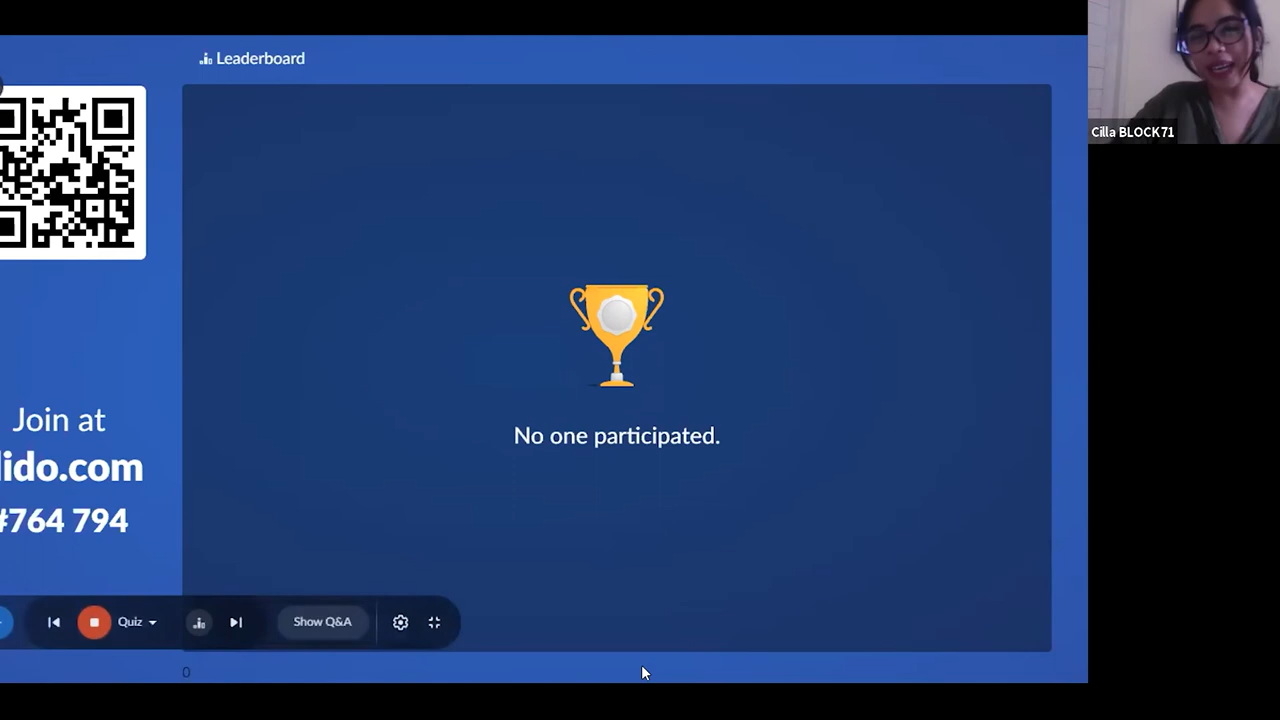 Leaderboard
Join at
lido.com
#764 794
No one participated.
Quiz
Show Q&A
0
Cilla BLOCK71